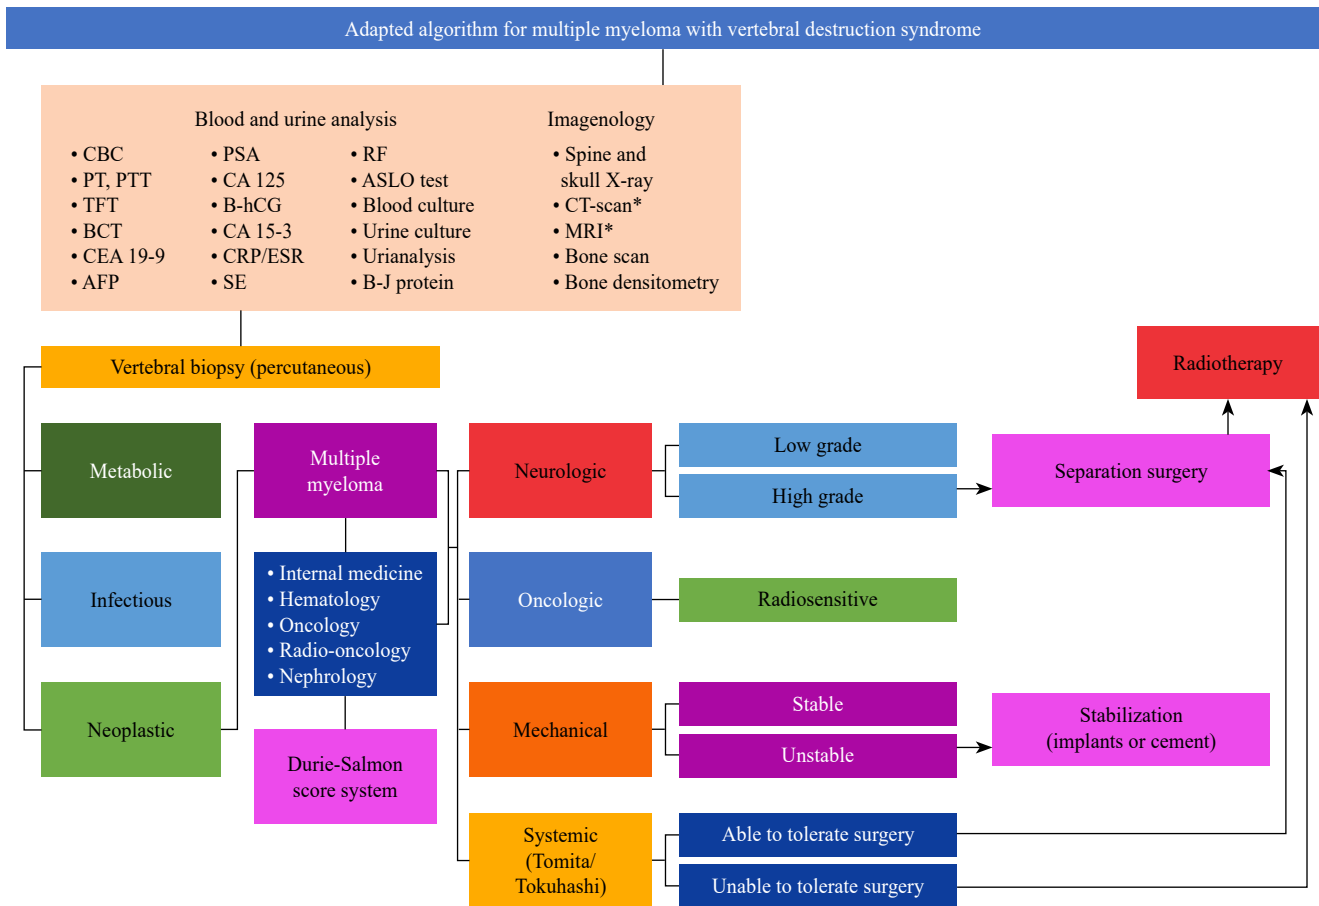 Adapted algorithm for multiple myeloma with vertebral destruction syndrome
Blood and urine analysis
• CBC
• PT, PTT
• TFT
• BCT
• CEA 19-9
• AFP
• PSA
• CA 125
• B-hCG
• CA 15-3
• CRP/ESR
• SE
• RF
• ASLO test
• Blood culture
• Urine culture
• Urianalysis
• B-J protein
Imagenology
• Spine and
skull X-ray
• CT-scan*
• MRI*
• Bone scan
• Bone densitometry
Vertebral biopsy (percutaneous)
Metabolic
Infectious
Neoplastic
Multiple
myeloma
• Internal medicine
• Hematology
• Oncology
• Radio-oncology
• Nephrology
Durie-Salmon
score system
Neurologic
Low grade
High grade
Separation surgery
Radiotherapy
Oncologic
Radiosensitive
Mechanical
Stable
Unstable
Stabilization
(implants or cement)
Systemic
(Tomita/
Tokuhashi)
Able to tolerate surgery
Unable to tolerate surgery